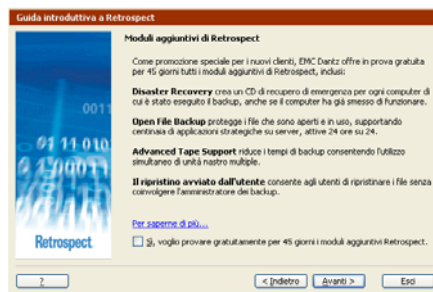 Guida introduttiva a Retrospect
Moduli aggiuntivi di Retrospect
Come promozione speciale per i nuovi clienti, EMC Dantz offre in prova gratuita
per 45 giorni tutti i moduli aggiuntivi di Retrospect, inclusi:
Disaster Recovery crea un CD di recupero di emergenza per ogni computer di
cui è stato eseguito il backup, anche se il computer ha già smesso di funzionare.
Open File Backup protegge i file che sono aperti e in uso, supportando
centinaia di applicazioni strategiche su server, attive 24 ore su 24.
Advanced Tape Support riduce i tempi di backup consentendo l'utilizzo
simultaneo di unità nastro multiple.
Il ripristino avviato dall'utente consente agli utenti di ripristinare i file senza
coinvolgere l'amministratore dei backup.
Per saperne di più...
Sì, voglio provare gratuitamente per 45 giorni i moduli aggiuntivi Retrospect.
Retrospect
?
< Indietro
Avanti >
Esci